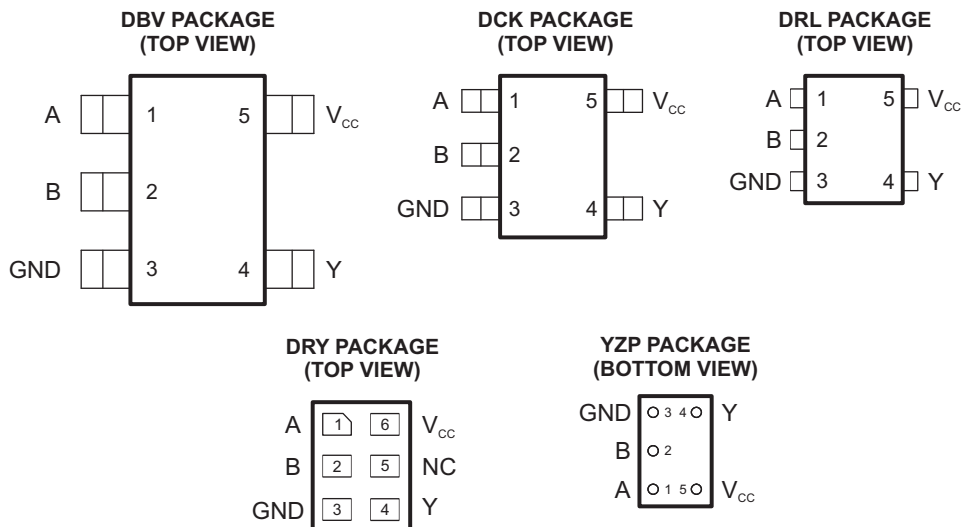 DBV PACKAGE
(TOP VIEW)
A 1 5 VCC
B 2
GND 3 4 Y
DCK PACKAGE
(TOP VIEW)
A 1 5 VCC
B 2
GND 3 4 Y
DRL PACKAGE
(TOP VIEW)
A 1 5 VCC
B 2
GND 3 4 Y
DRY PACKAGE
(TOP VIEW)
A 1 6 VCC
B 2 5 NC
GND 3 4 Y
YZP PACKAGE
(BOTTOM VIEW)
GND 3 4 Y
B 2
A 1 5 VCC